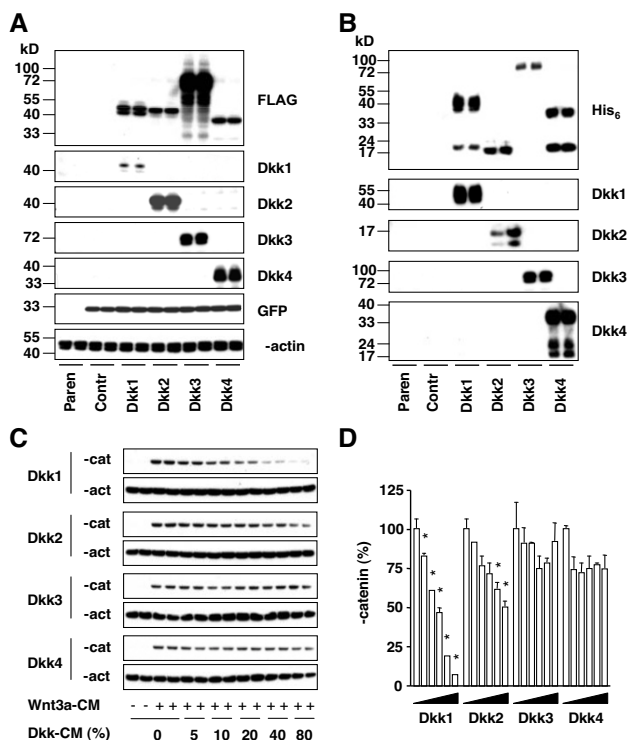 A
kD
100
72
55
40
33
FLAG
40
Dkk1
40
Dkk2
72
Dkk3
40
33
Dkk4
33
GFP
55
40
-actin
Paren
Contr
Dkk1
Dkk2
Dkk3
Dkk4
B
kD
100
72
55
40
33
24
17
His6
55
40
Dkk1
17
Dkk2
100
72
Dkk3
40
33
24
17
Dkk4
Paren
Contr
Dkk1
Dkk2
Dkk3
Dkk4
C
Dkk1
-cat
-act
Dkk2
-cat
-act
Dkk3
-cat
-act
Dkk4
-cat
-act
Wnt3a-CM - - + + + + + + + + + + + +
Dkk-CM (%) 0 5 10 20 40 80
D
-catenin (%)
125
100
75
50
25
0
* * * * *
* *
Dkk1 Dkk2 Dkk3 Dkk4